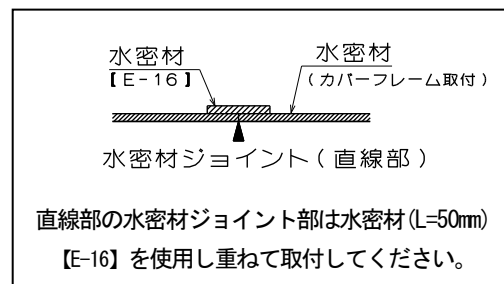 水密材 水密材
【E-16】 (カバーフレーム取付)
水密材ジョイント(直線部)
直線部の水密材ジョイント部は水密材(L=50mm)
【E-16】を使用し重ねて取付してください。